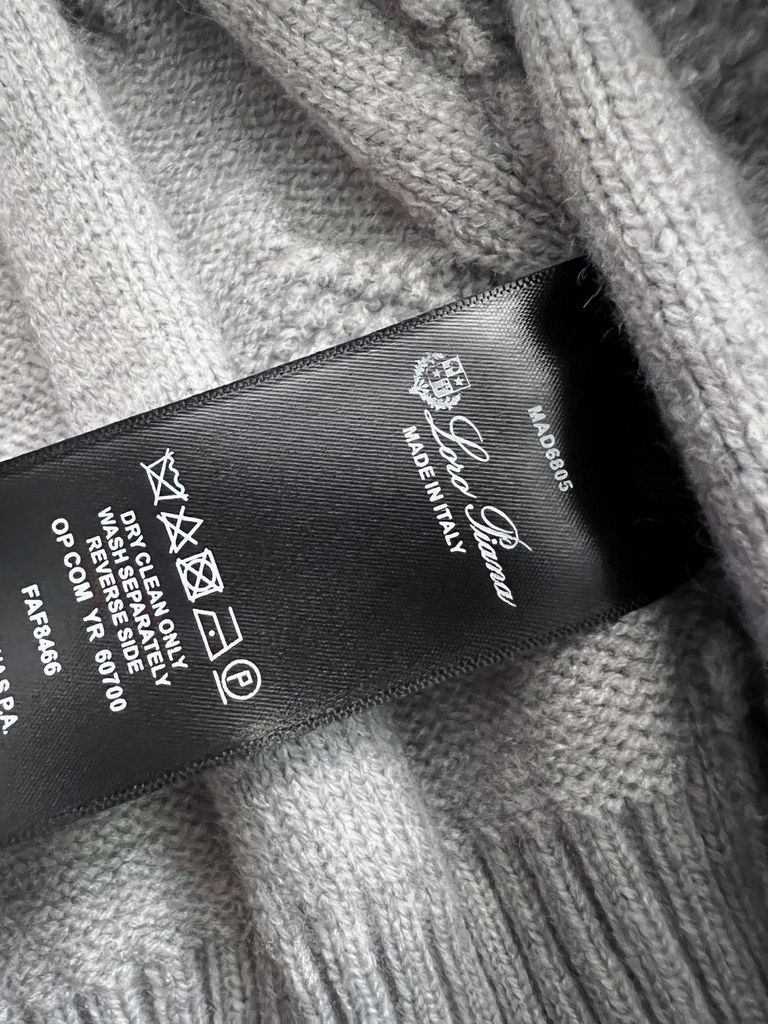 MAD6805
Loro Piana
MADE IN ITALY
DRY CLEAN ONLY
WASH SEPARATELY
REVERSE SIDE
OP COM YR 60700
FAF8466
S.P.A.